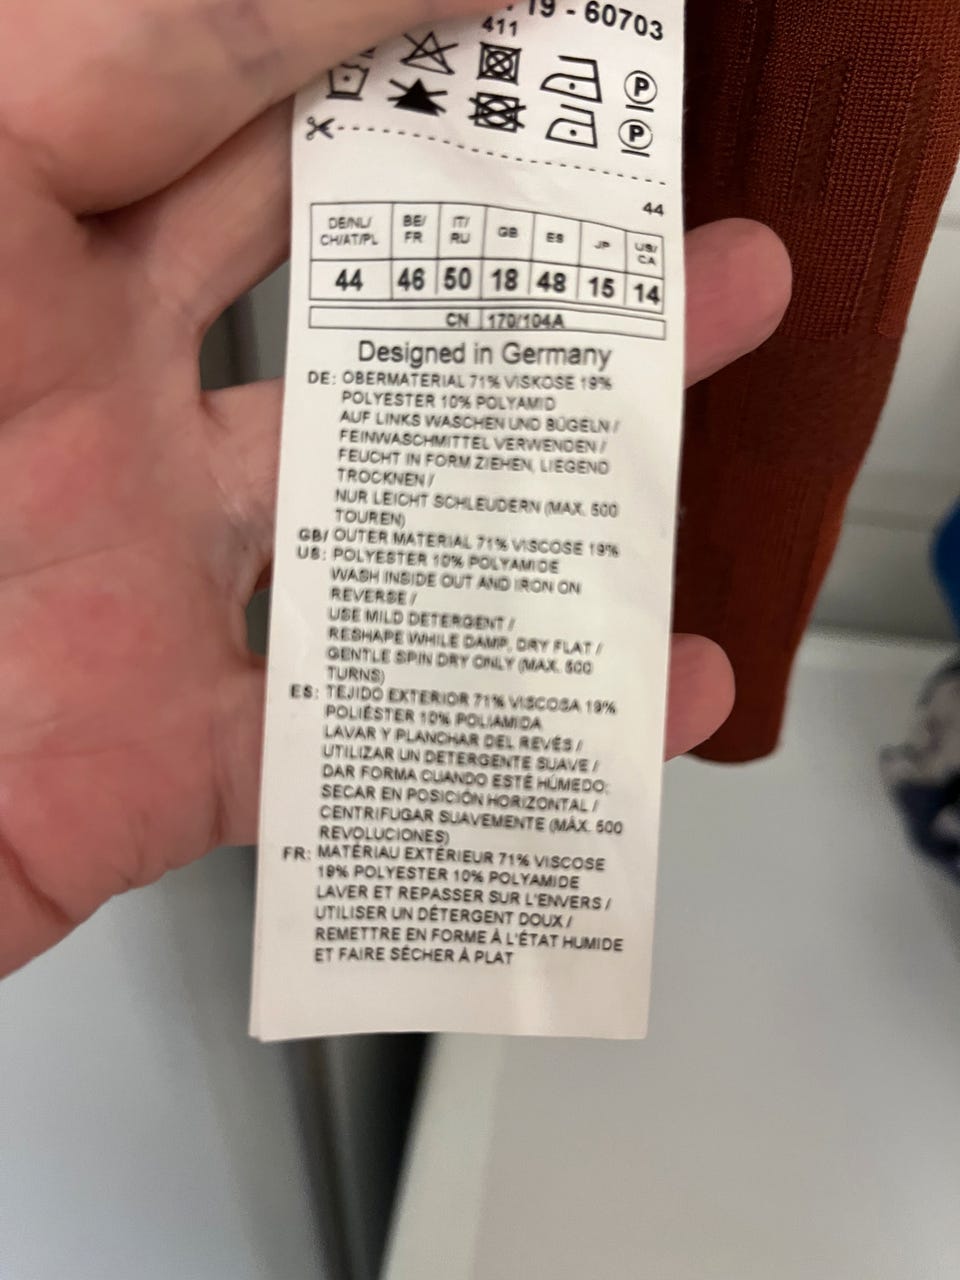 19 - 60703
411
P
P
44
DE/NL/ CH/AT/PL BE/ FR IT/ RU GB ES JP US/ CA
44 46 50 18 48 15 14
CN 170/104A
Designed in Germany
DE: OBERMATERIAL 71% VISKOSE 19%
POLYESTER 10% POLYAMID
AUF LINKS WASCHEN UND BÜGELN /
FEINWASCHMITTEL VERWENDEN /
FEUCHT IN FORM ZIEHEN, LIEGEND
TROCKNEN /
NUR LEICHT SCHLEUDERN (MAX. 500
TOUREN)
GB/ OUTER MATERIAL 71% VISCOSE 19%
US: POLYESTER 10% POLYAMIDE
WASH INSIDE OUT AND IRON ON
REVERSE /
USE MILD DETERGENT /
RESHAPE WHILE DAMP, DRY FLAT /
GENTLE SPIN DRY ONLY (MAX. 500
TURNS)
ES: TEJIDO EXTERIOR 71% VISCOSA 19%
POLIÉSTER 10% POLIAMIDA
LAVAR Y PLANCHAR DEL REVÉS /
UTILIZAR UN DETERGENTE SUAVE /
DAR FORMA CUANDO ESTÉ HÚMEDO;
SECAR EN POSICIÓN HORIZONTAL /
CENTRIFUGAR SUAVEMENTE (MÁX. 500
REVOLUCIONES)
FR: MATÉRIAU EXTÉRIEUR 71% VISCOSE
19% POLYESTER 10% POLYAMIDE
LAVER ET REPASSER SUR L'ENVERS /
UTILISER UN DÉTERGENT DOUX /
REMETTRE EN FORME À L'ÉTAT HUMIDE
ET FAIRE SÉCHER À PLAT